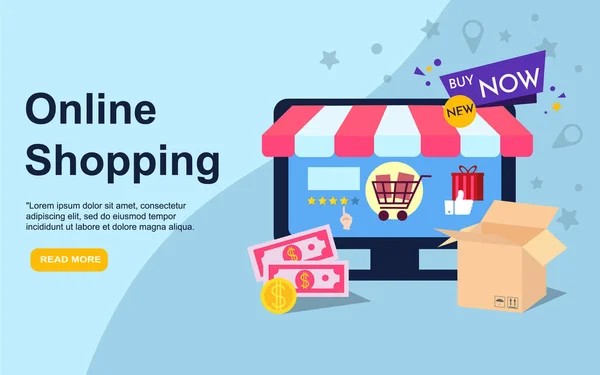 Online
Shopping
"Lorem ipsum dolor sit amet, consectetur
adipiscing elit, sed do eiusmod tempor
incididunt ut labore et dolore magna aliqua.
READ MORE
BUY NOW
NEW
$
$
$